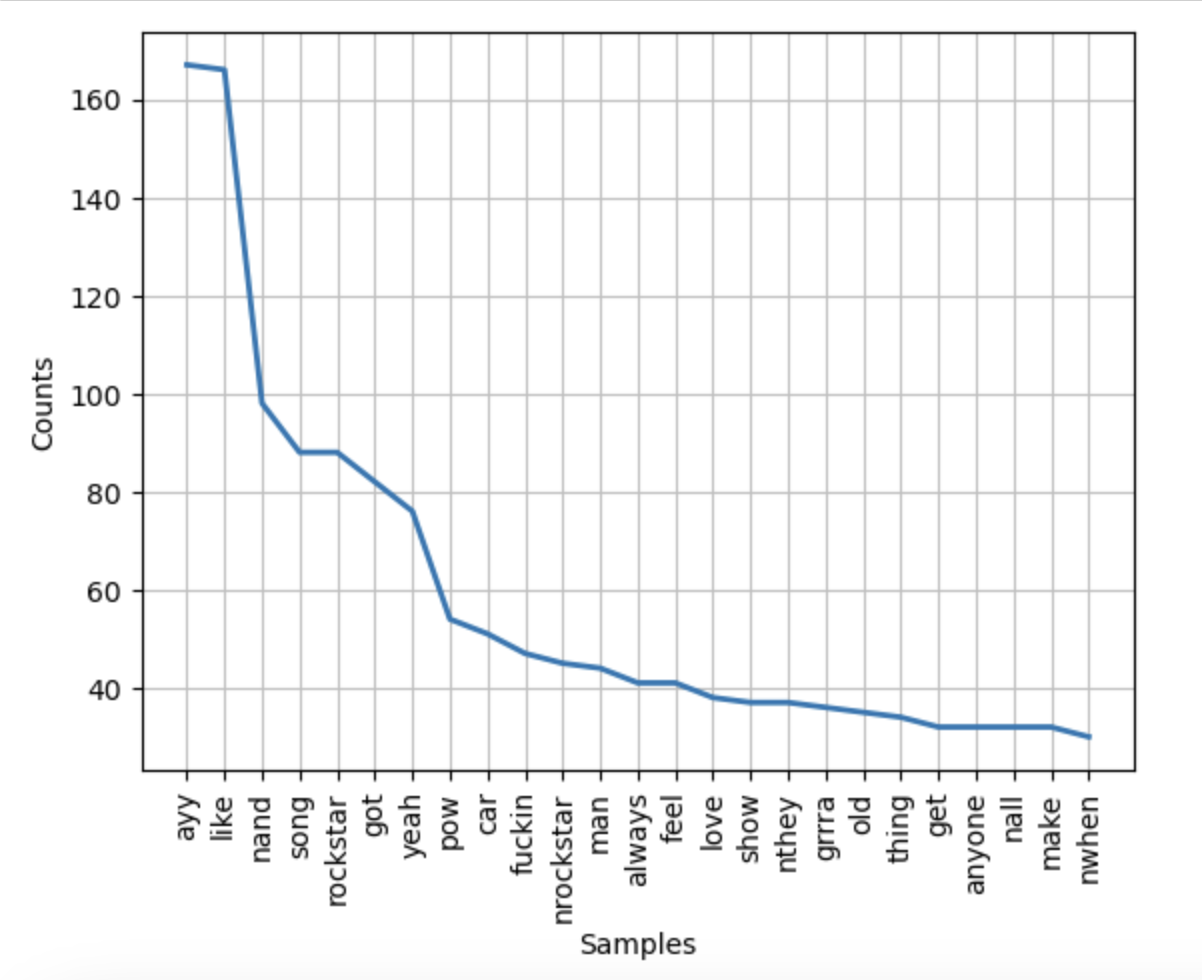 160
140
120
100
80
60
40
Counts
ayy
like
nand
song
rockstar
got
yeah
pow
car
fuckin
nrockstar
man
always
feel
love
show
nthey
grrra
old
thing
get
anyone
nall
make
nwhen
Samples